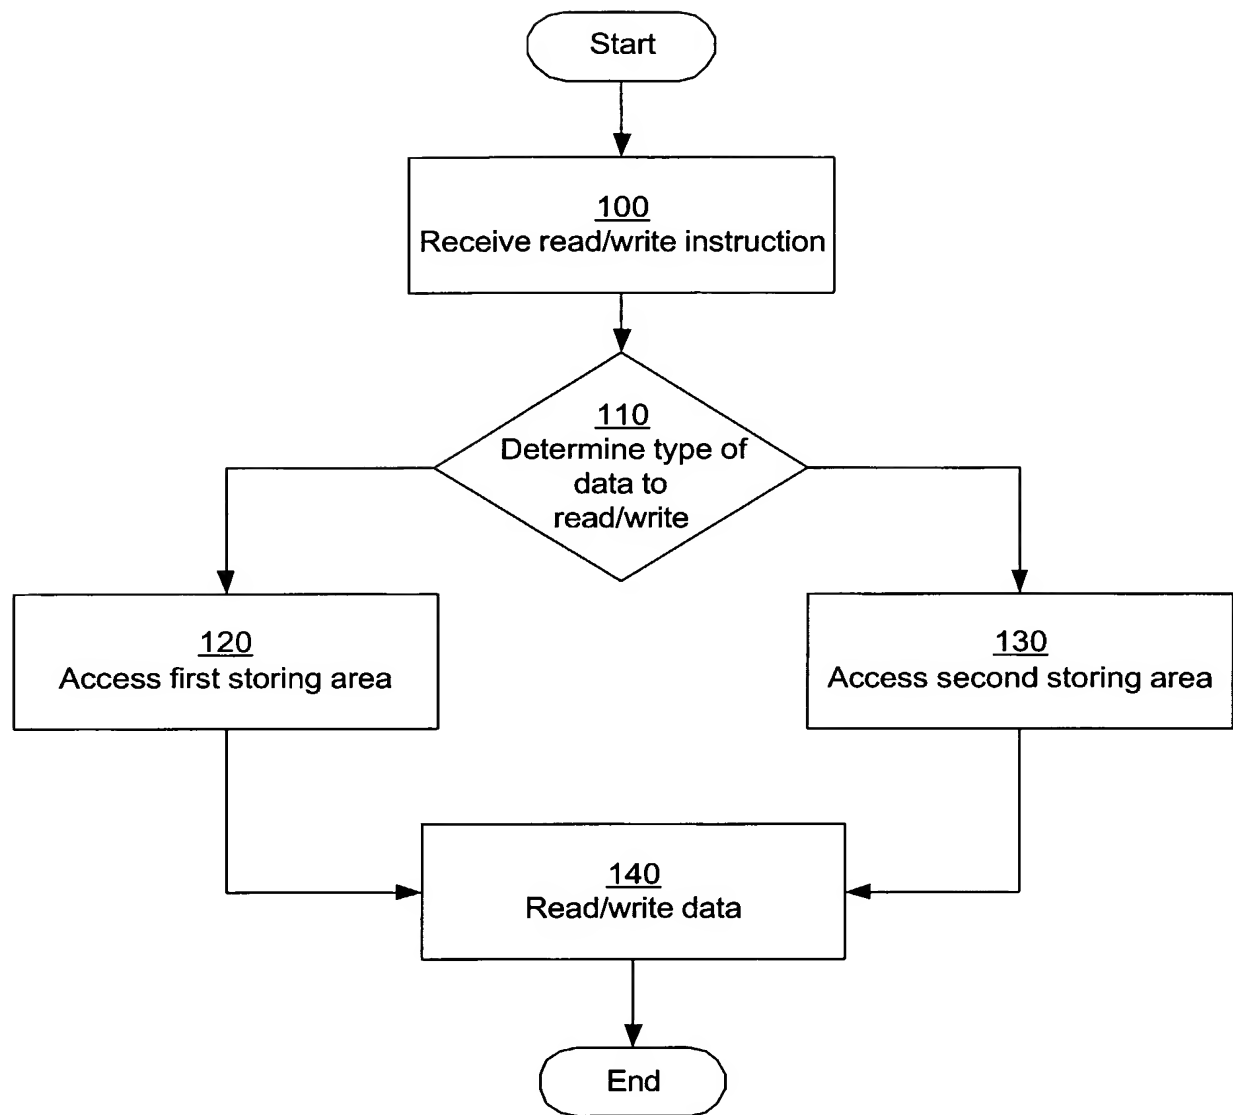 Start
100
Receive read/write instruction
110
Determine type of
data to
read/write
120
Access first storing area
130
Access second storing area
140
Read/write data
End